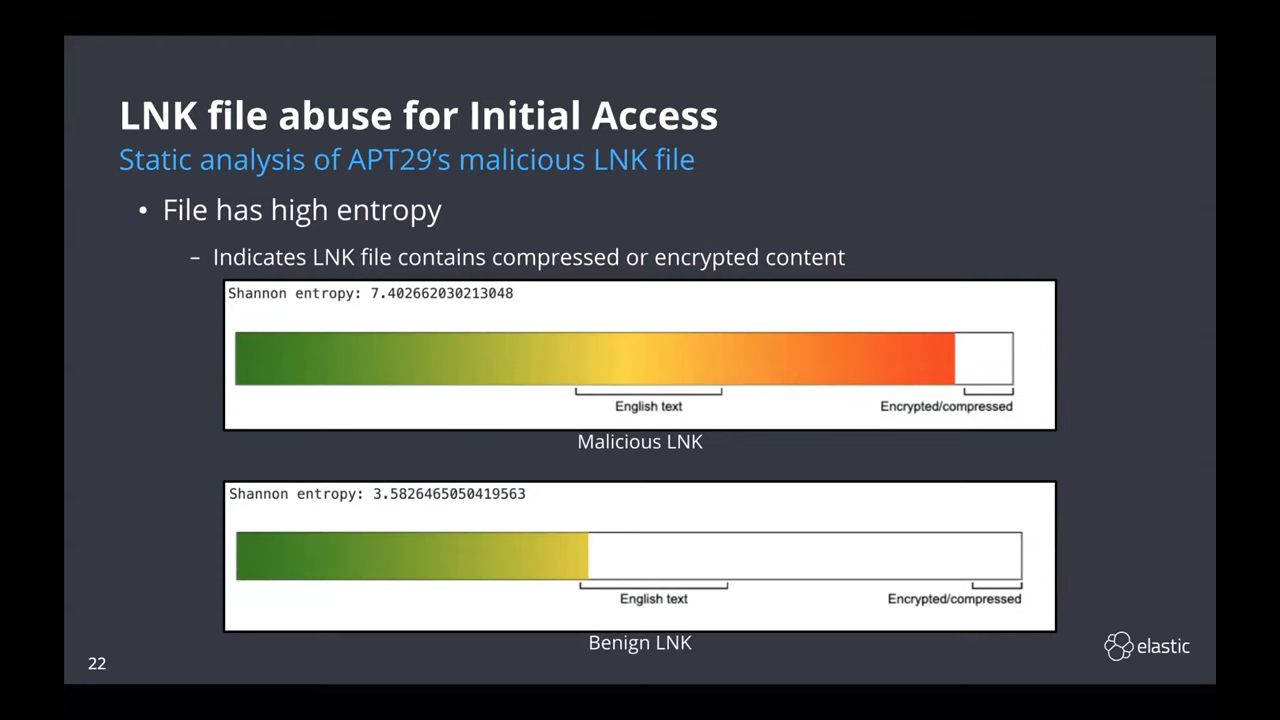 LNK file abuse for Initial Access
Static analysis of APT29’s malicious LNK file
• File has high entropy
– Indicates LNK file contains compressed or encrypted content
Shannon entropy: 7.402662030213048
English text
Encrypted/compressed
Malicious LNK
Shannon entropy: 3.5826465050419563
English text
Encrypted/compressed
Benign LNK
22
elastic